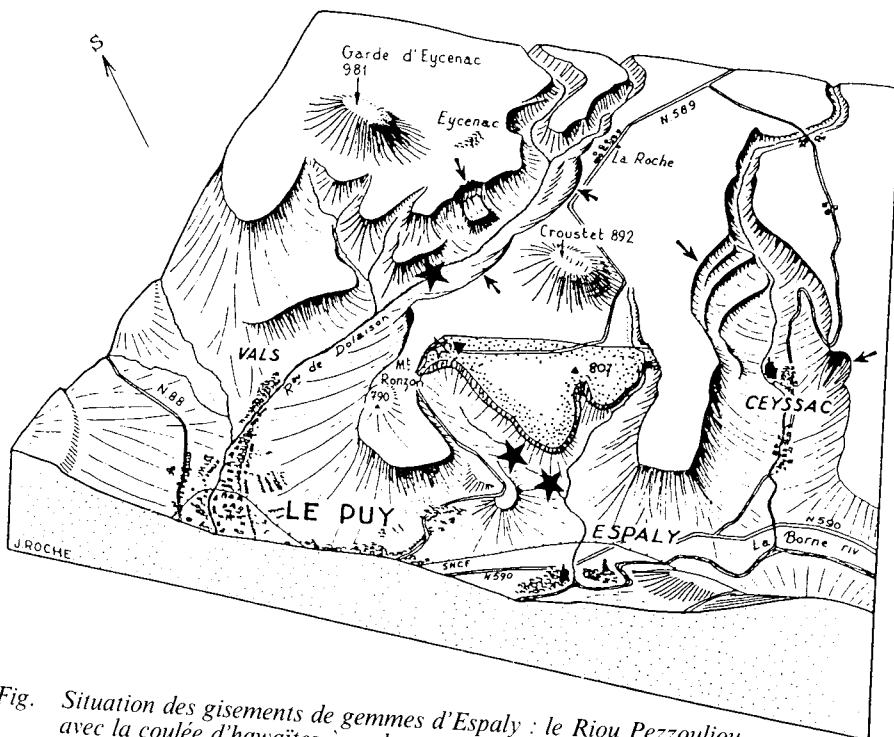 S
Garde d'Eycenac
981
Eycenac
N 589
La Roche
Croustet 892
VALS
Rau de Dolaison
Mt
Ronzon
790
807
CEYSSAC
N 88
LE PUY
ESPALY
N590
La Borne riv
SNCF
N590
J.ROCHE
Fig. Situation des gisements de gemmes d'Espaly : le Riou Pezzouliou
avec la coulée d'hawaïtes